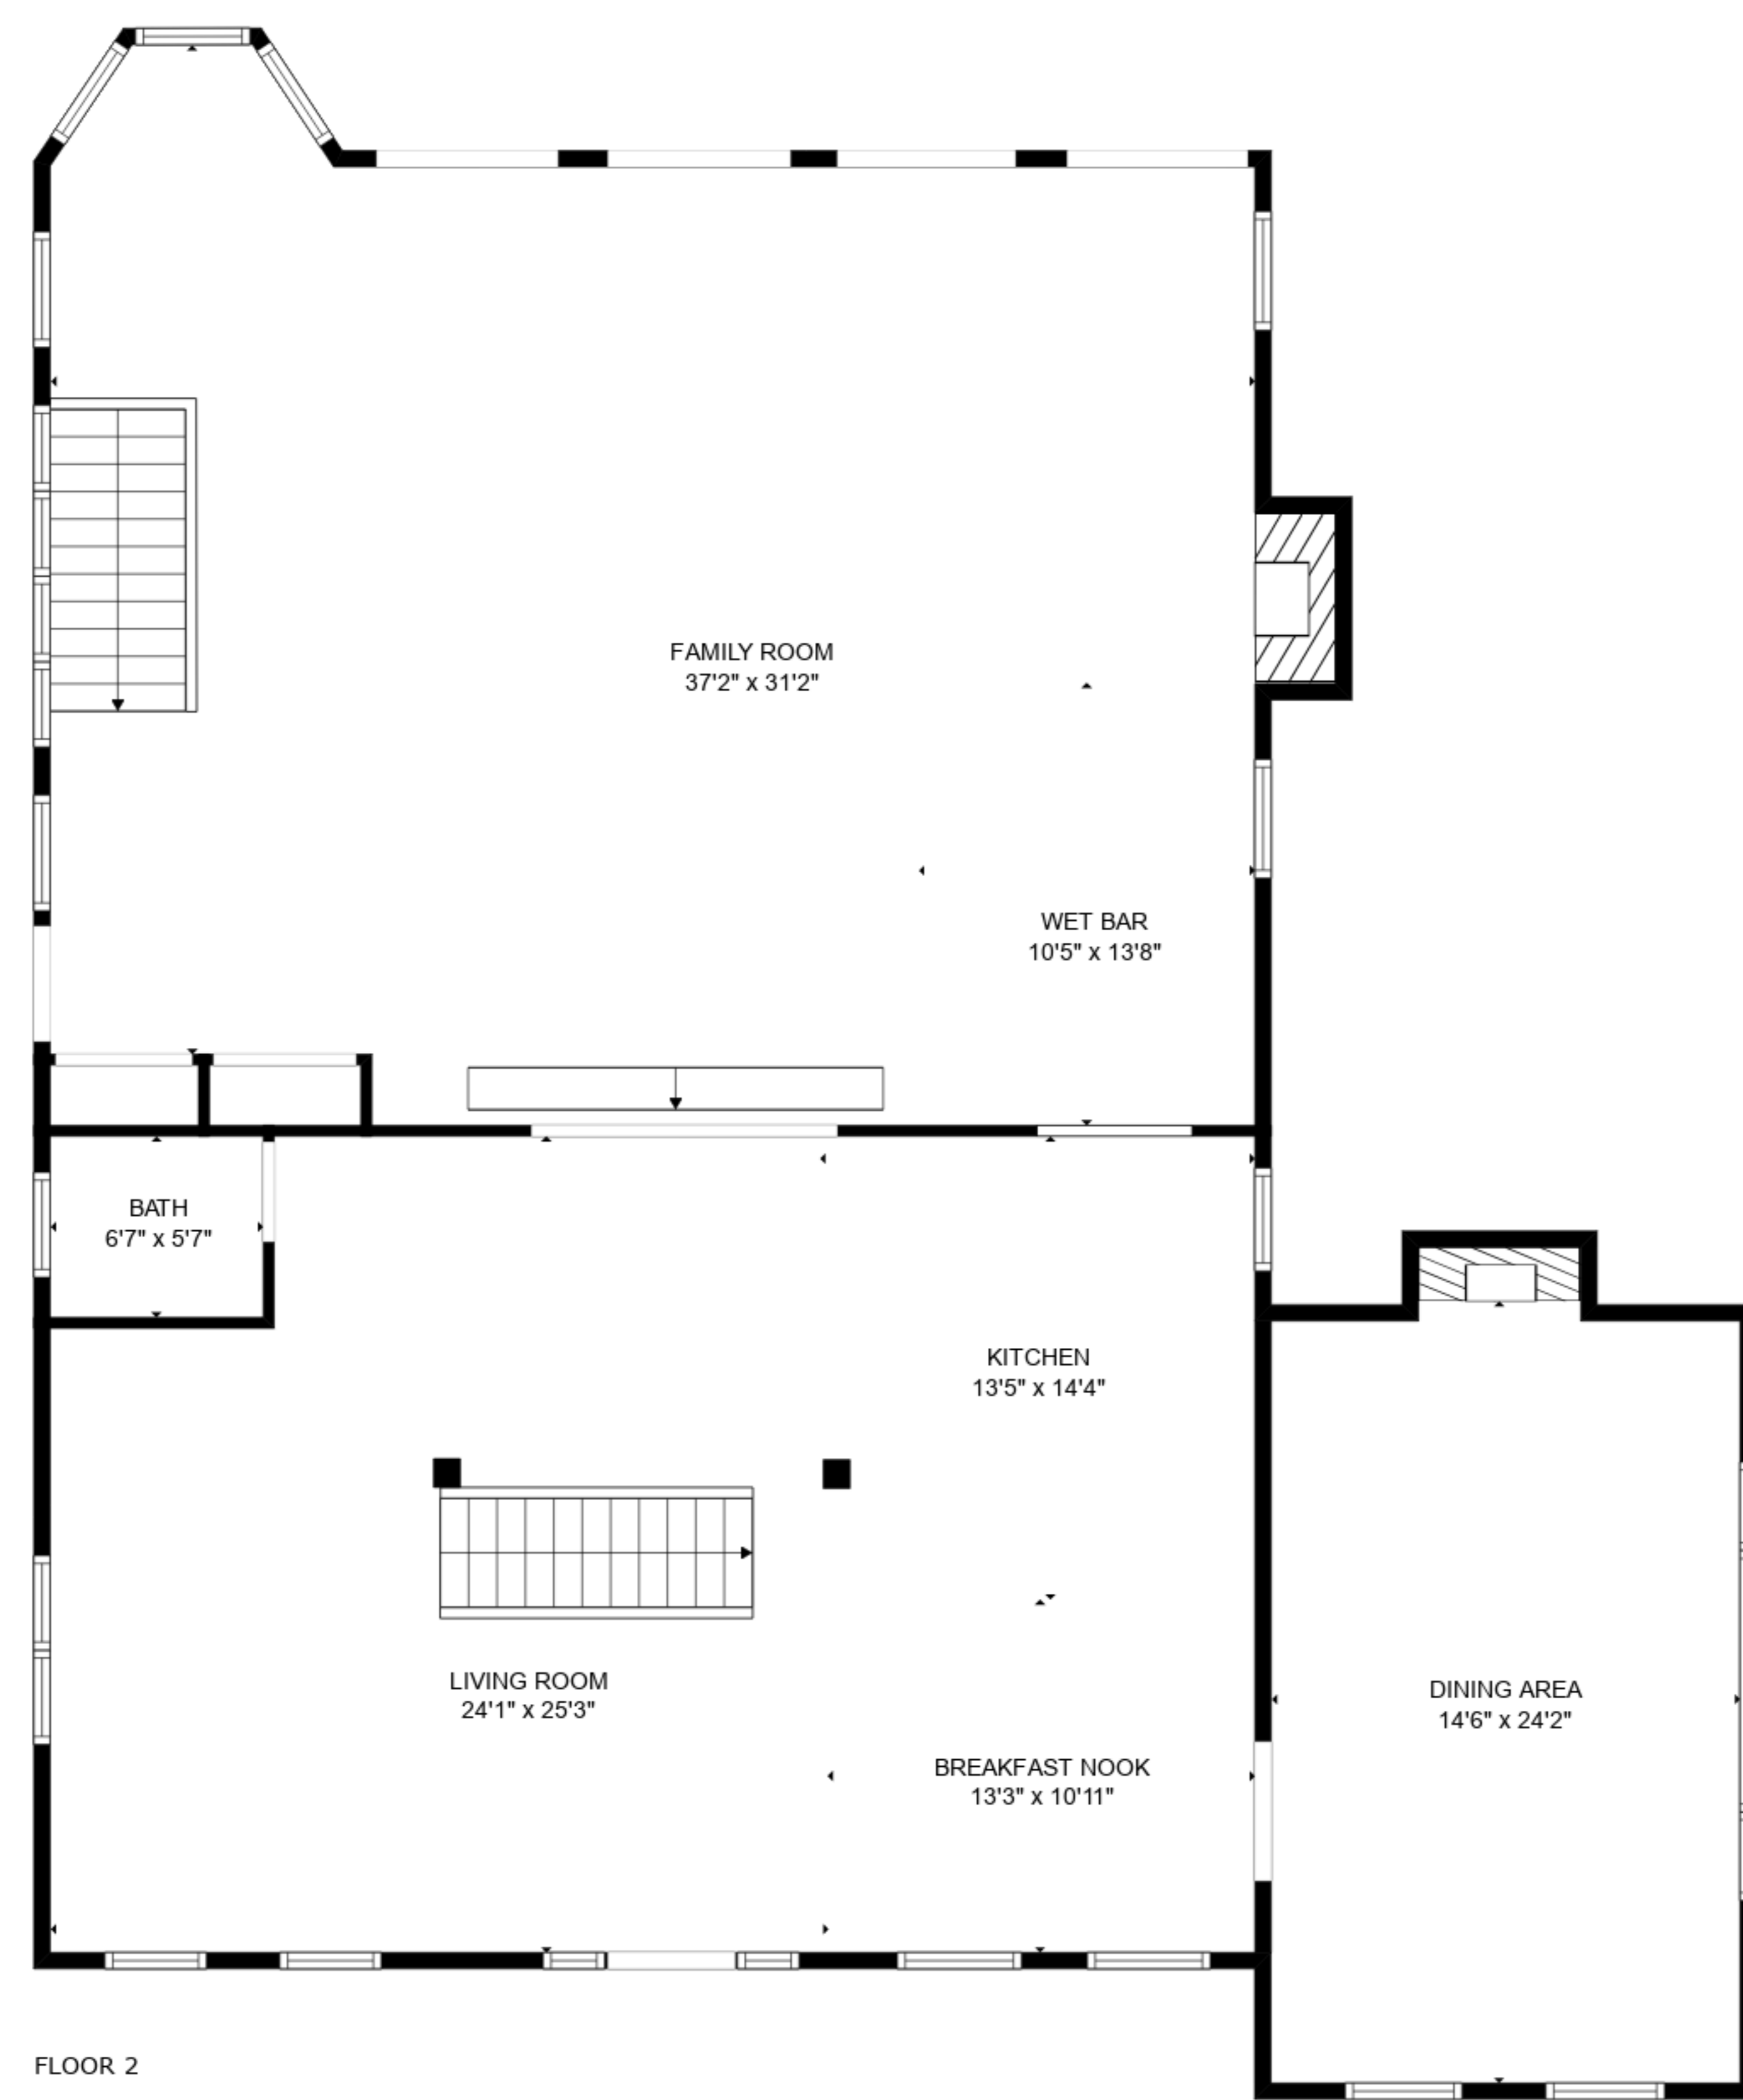 FAMILY ROOM
37'2" x 31'2"
WET BAR
10'5" x 13'8"
BATH
6'7" x 5'7"
KITCHEN
13'5" x 14'4"
LIVING ROOM
24'1" x 25'3"
DINING AREA
14'6" x 24'2"
BREAKFAST NOOK
13'3" x 10'11"
FLOOR 2